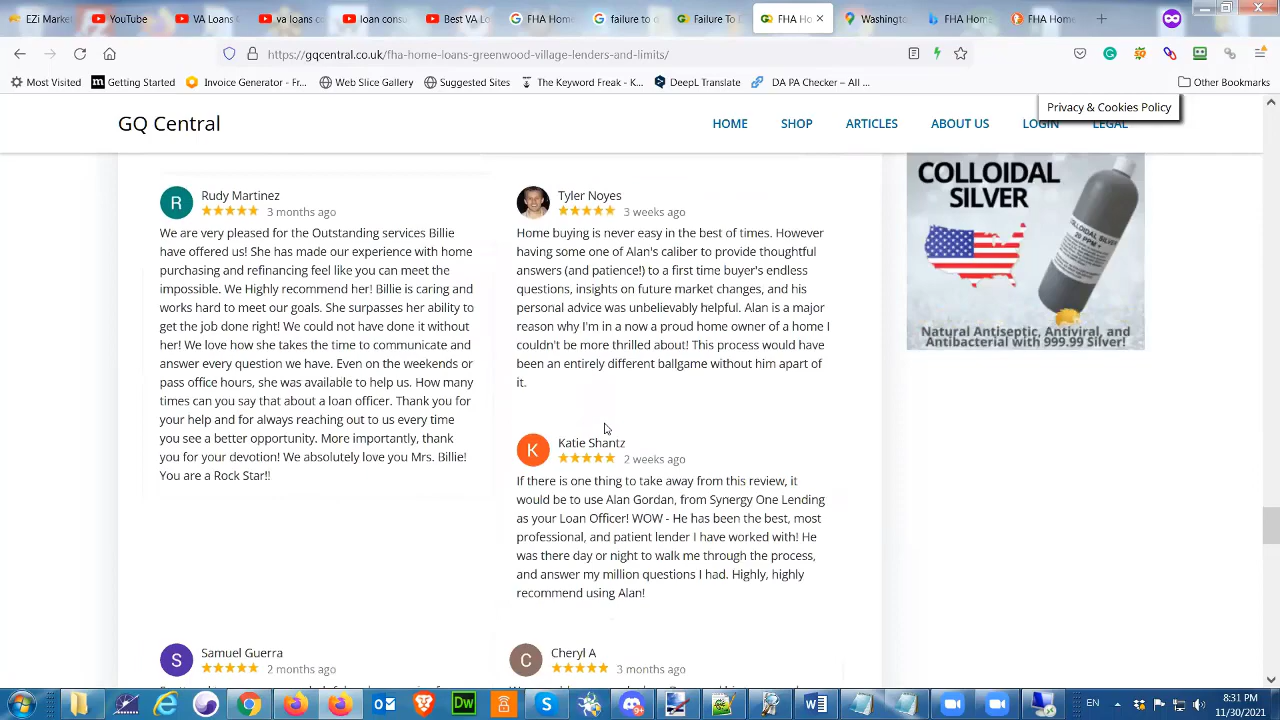 EZi Market
YouTube
VA Loans
va loans c
loan consu
Best VA Lo
FHA Hom
failure to d
Failure To
FHA Ho
Washingto
FHA Hom
FHA Home
https://gqcentral.co.uk/fha-home-loans-greenwood-village-lenders-and-limits/
Most Visited
Getting Started
Invoice Generator - Fr...
Web Slice Gallery
Suggested Sites
The Keyword Freak - K...
DeepL Translate
DA PA Checker – All ...
Other Bookmarks
Privacy & Cookies Policy
GQ Central
HOME
SHOP
ARTICLES
ABOUT US
LOGIN
LEGAL
R
Rudy Martinez
3 months ago
We are very pleased for the Outstanding services Billie
have offered us! She has made our experience with home
purchasing and refinancing feel like you can meet the
impossible. We Highly recommend her! Billie is caring and
works hard to meet our goals. She surpasses her ability to
get the job done right! We could not have done it without
her! We love how she takes the time to communicate and
answer every question we have. Even on the weekends or
pass office hours, she was available to help us. How many
times can you say that about a loan officer. Thank you for
your help and for always reaching out to us every time
you see a better opportunity. More importantly, thank
you for your devotion! We absolutely love you Mrs. Billie!
You are a Rock Star!!
Tyler Noyes
3 weeks ago
Home buying is never easy in the best of times. However
having some one of Alan's caliber to provide thoughtful
answers (and patience!) to a first time buyer's endless
questions, insights on future market changes, and his
personal advice was unbelievably helpful. Alan is a major
reason why I'm in a now a proud home owner of a home I
couldn't be more thrilled about! This process would have
been an entirely different ballgame without him apart of
it.
K
Katie Shantz
2 weeks ago
If there is one thing to take away from this review, it
would be to use Alan Gordan, from Synergy One Lending
as your Loan Officer! WOW - He has been the best, most
professional, and patient lender I have worked with! He
was there day or night to walk me through the process,
and answer my million questions I had. Highly, highly
recommend using Alan!
S
Samuel Guerra
2 months ago
C
Cheryl A
3 months ago
COLLOIDAL
SILVER
COLLOIDAL SILVER
20 PPM
Natural Antiseptic, Antiviral, and
Antibacterial with 999.99 Silver!
Dw
EN
8:31 PM
11/30/2021